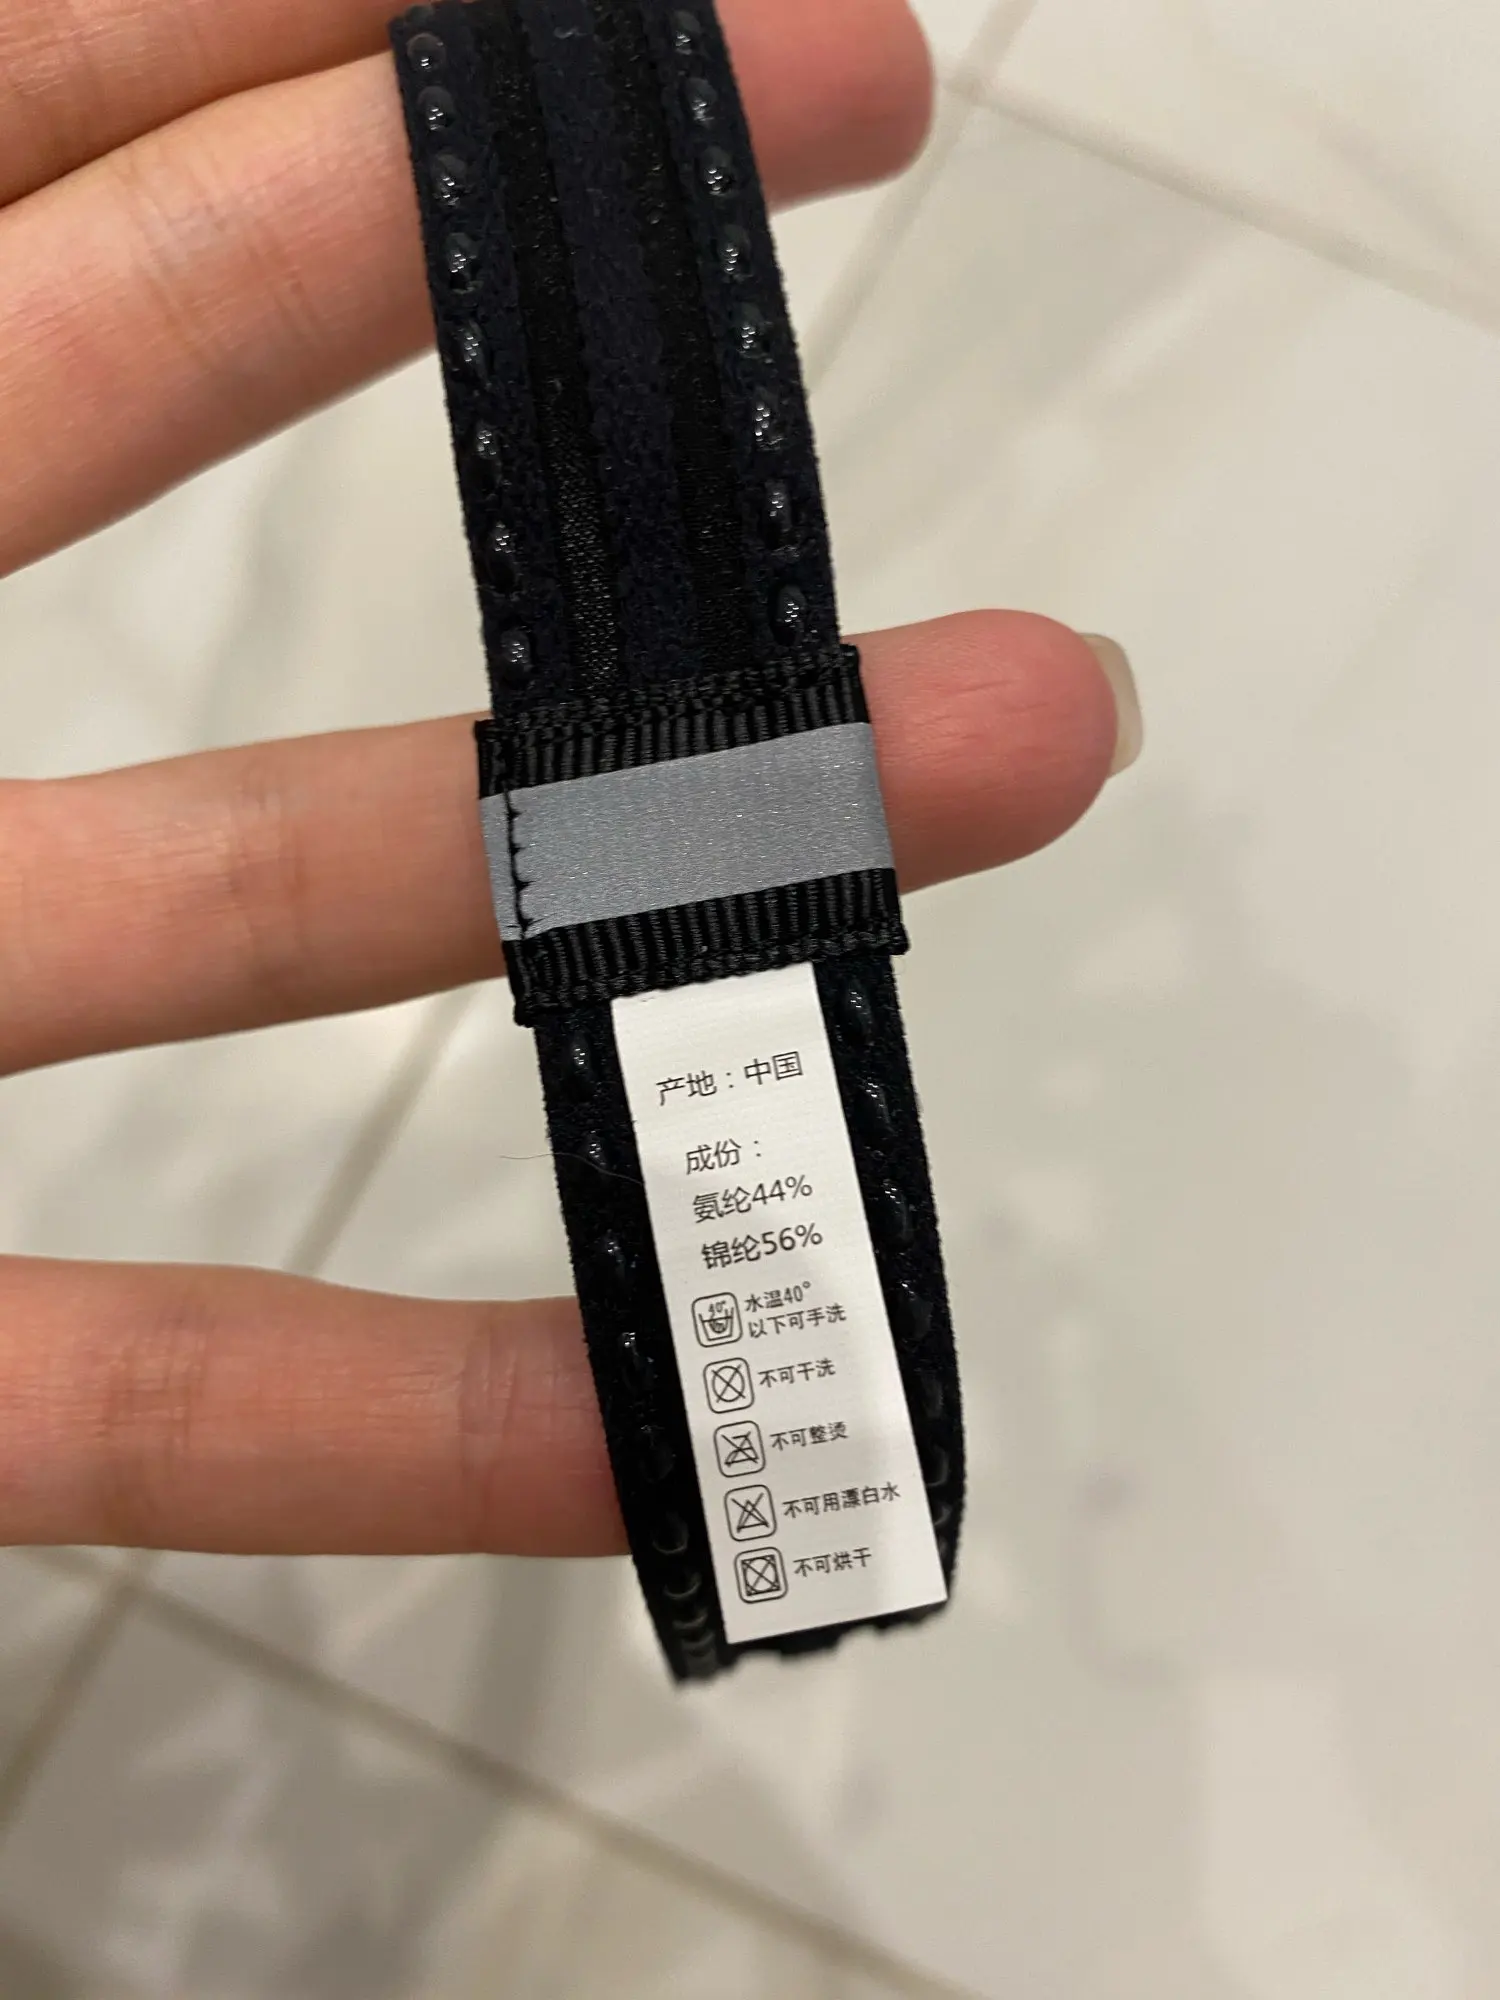 产地：中国
成份：
氨纶44%
锦纶56%
40°
水温40°
以下可手洗
不可干洗
不可整烫
不可用漂白水
不可烘干